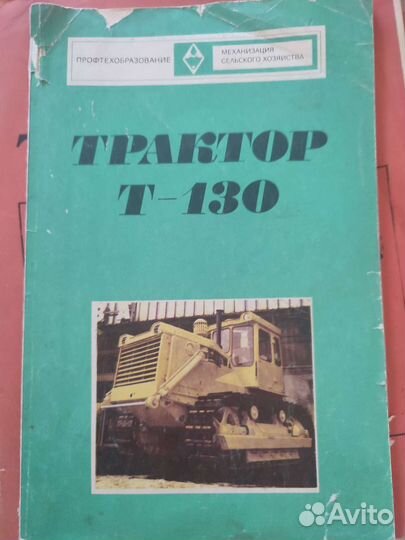 ПРОФТЕХОБРАЗОВАНИЕ
МЕХАНИЗАЦИЯ
СЕЛЬСКОГО ХОЗЯЙСТВА
ТРАКТОР
Т-130
Avito